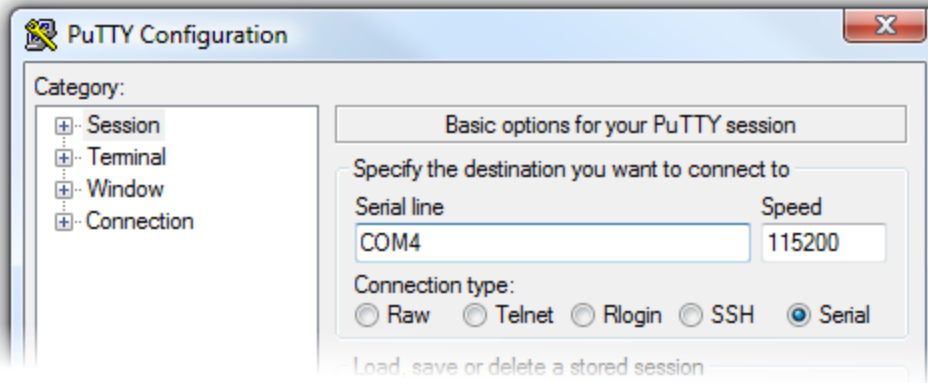 PuTTY Configuration
Category:
Session
Terminal
Window
Connection
Basic options for your PuTTY session
Specify the destination you want to connect to
Serial line Speed
COM4 115200
Connection type:
Raw Telnet Rlogin SSH Serial
Load, save or delete a stored session